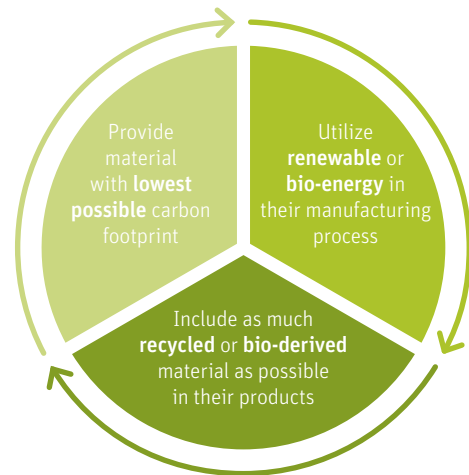 Provide
material
with lowest
possible carbon
footprint
Utilize
renewable or
bio-energy in
their manufacturing
process
Include as much
recycled or bio-derived
material as possible
in their products